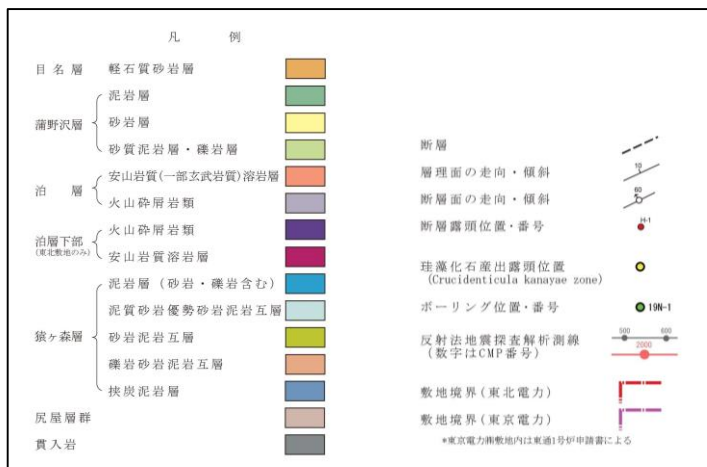 凡 例
目名層 軽石質砂岩層
蒲野沢層
泥岩層
砂岩層
砂質泥岩層・礫岩層
泊 層
安山岩質(一部玄武岩質)溶岩層
火山砕屑岩類
泊層下部
(東北敷地のみ)
火山砕屑岩類
安山岩質溶岩層
猿ヶ森層
泥岩層(砂岩・礫岩含む)
泥質砂岩優勢砂岩泥岩互層
砂岩泥岩互層
礫岩砂岩泥岩互層
挟炭泥岩層
尻屋層群
貫入岩
断層
層理面の走向・傾斜
10
断層面の走向・傾斜
60
断層露頭位置・番号
H-1
珪藻化石産出露頭位置
(Crucidenticula kanayae zone)
ボーリング位置・番号 19N-1
反射法地震探査解析測線
(数字はCMP番号)
500 600
2000
敷地境界(東北電力)
敷地境界(東京電力)
*東京電力㈱敷地内は東通1号炉申請書による